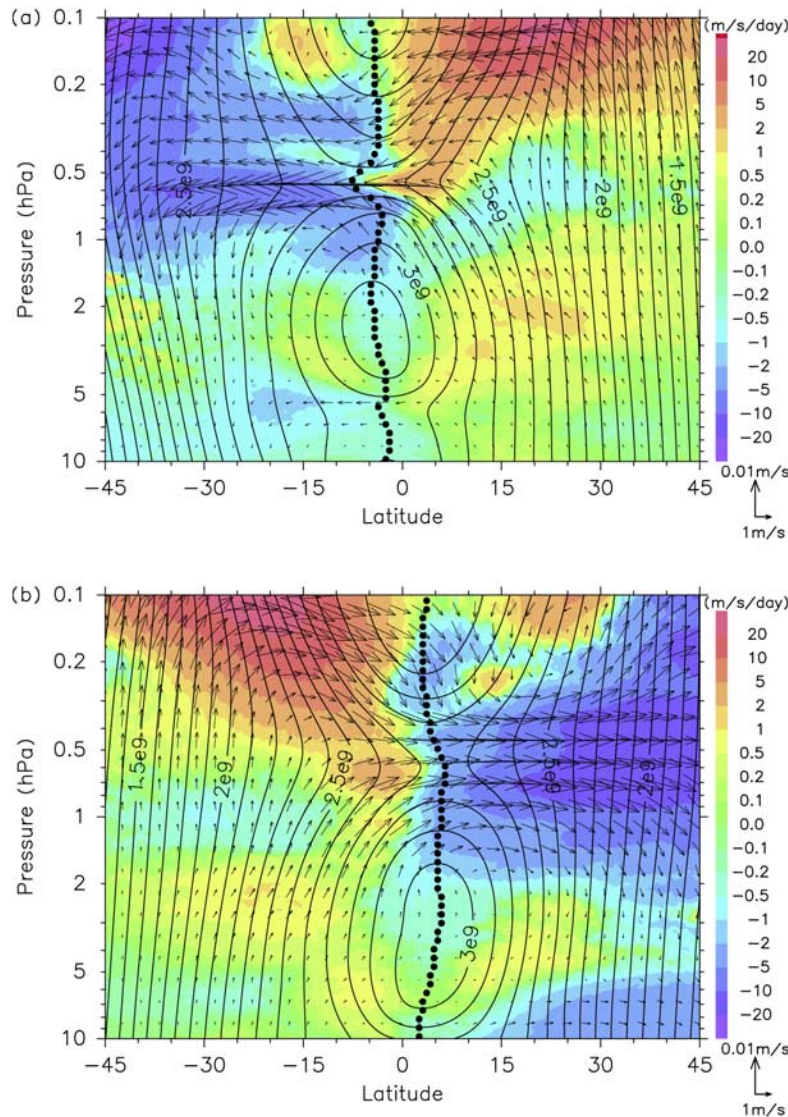 (a)
(m/s/day)
0.1
0.2
0.5
1
2
5
10
Pressure (hPa)
2.5e9
3e9
2.5e9
2e9
1.5e9
20
10
5
2
1
0.5
0.2
0.1
0.0
−0.1
−0.2
−0.5
−1
−2
−5
−10
−20
−45 −30 −15 0 15 30 45
Latitude
0.01m/s
1m/s
(b)
(m/s/day)
0.1
0.2
0.5
1
2
5
10
Pressure (hPa)
1.5e9
2e9
2.5e9
3e9
2.5e9
2e9
20
10
5
2
1
0.5
0.2
0.1
0.0
−0.1
−0.2
−0.5
−1
−2
−5
−10
−20
−45 −30 −15 0 15 30 45
Latitude
0.01m/s
1m/s